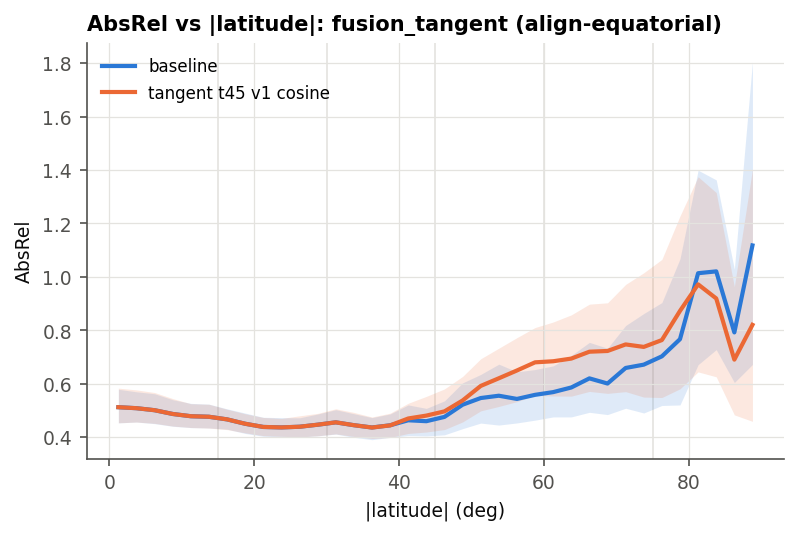 AbsRel vs |latitude|: fusion_tangent (align-equatorial)
baseline
tangent t45 v1 cosine
1.8
1.6
1.4
1.2
1.0
0.8
0.6
0.4
AbsRel
0 20 40 60 80
|latitude| (deg)